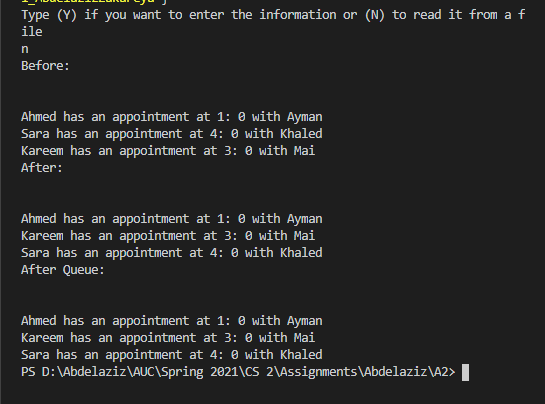 Type (Y) if you want to enter the information or (N) to read it from a f
ile
n
Before:
Ahmed has an appointment at 1: 0 with Ayman
Sara has an appointment at 4: 0 with Khaled
Kareem has an appointment at 3: 0 with Mai
After:
Ahmed has an appointment at 1: 0 with Ayman
Kareem has an appointment at 3: 0 with Mai
Sara has an appointment at 4: 0 with Khaled
After Queue:
Ahmed has an appointment at 1: 0 with Ayman
Kareem has an appointment at 3: 0 with Mai
Sara has an appointment at 4: 0 with Khaled
PS D:\Abdelaziz\AUC\Spring 2021\CS 2\Assignments\Abdelaziz\A2>